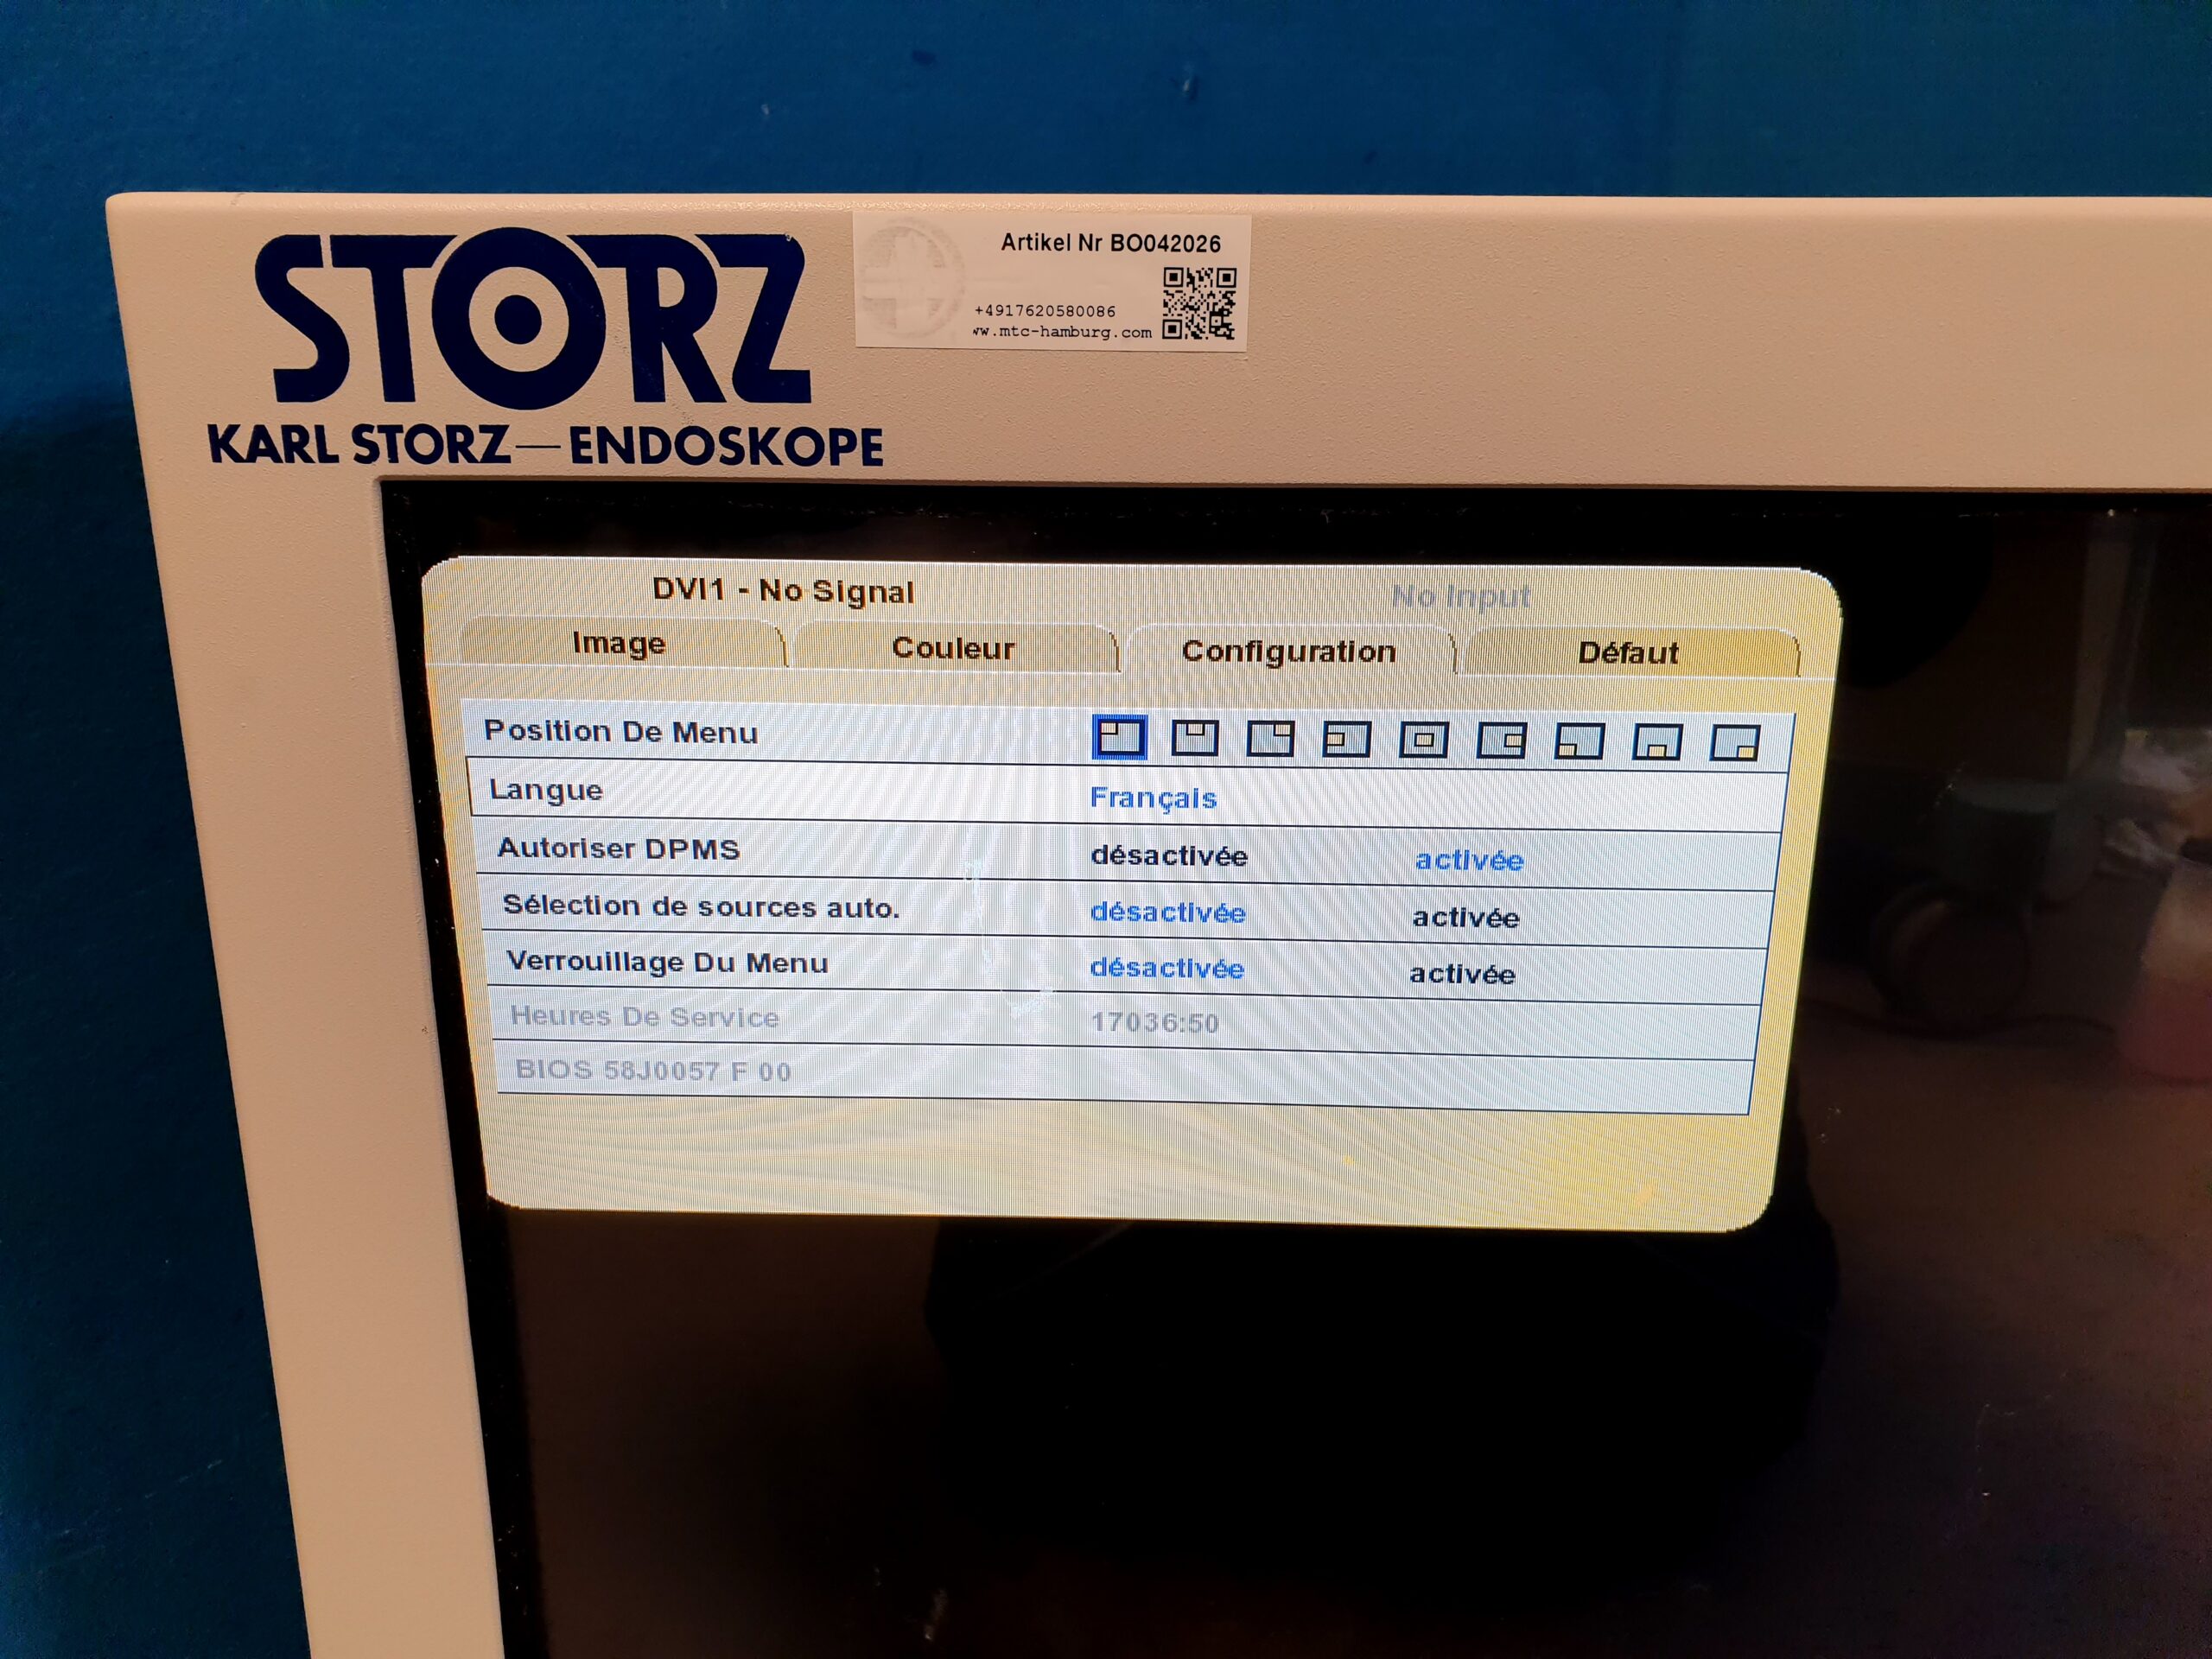 STORZ
KARL STORZ—ENDOSKOPE
Artikel Nr BO042026
+4917620580086
w.mtc-hamburg.com
DVI1 - No Signal No Input
Image Couleur Configuration Défaut
Position De Menu
Langue Français
Autoriser DPMS désactivée activée
Sélection de sources auto. désactivée activée
Verrouillage Du Menu désactivée activée
Heures De Service 17036:50
BIOS 58J0057 F 00